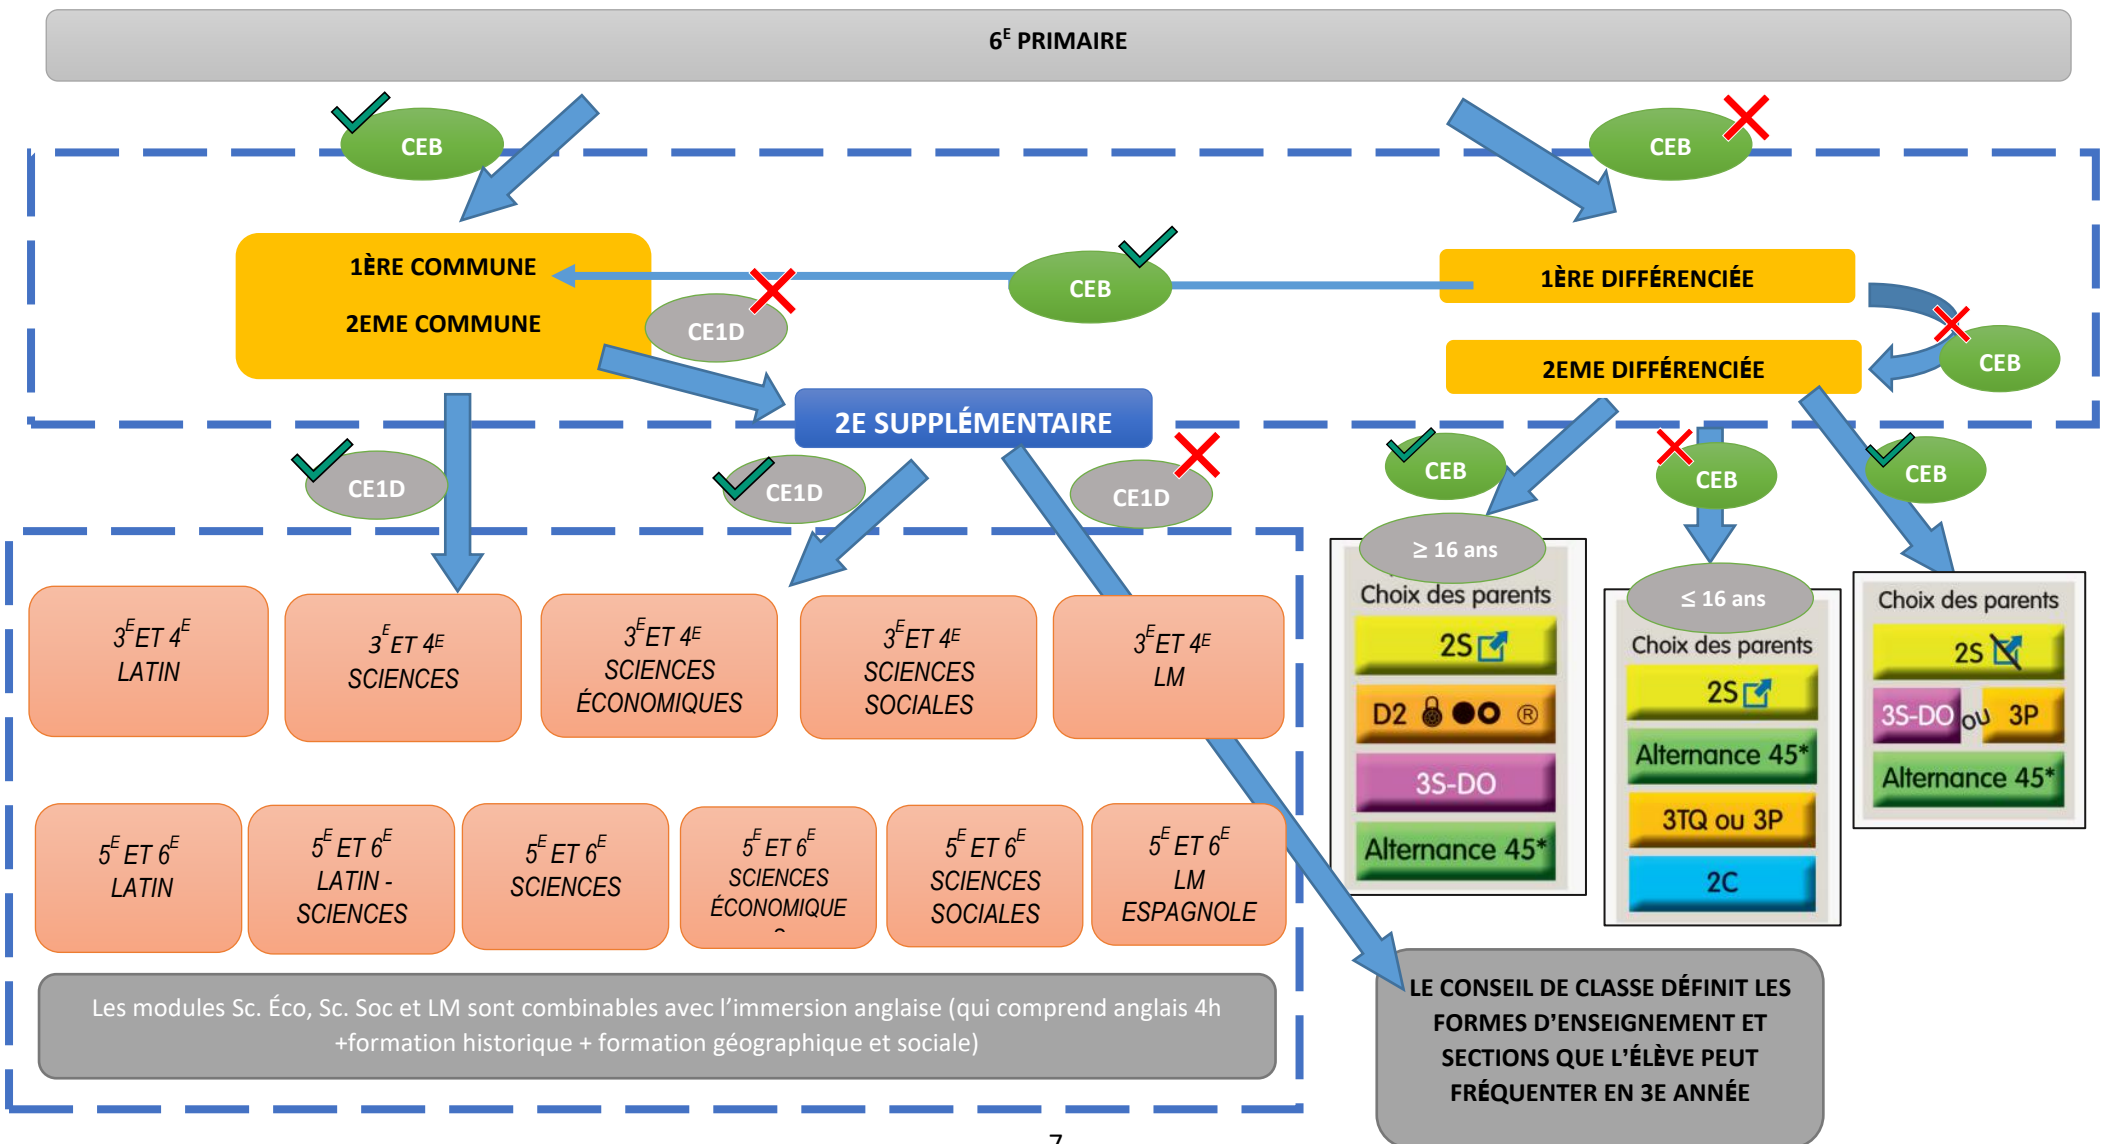 6E PRIMAIRE
CEB
CEB
1ÈRE COMMUNE
2EME COMMUNE
CE1D
CEB
1ÈRE DIFFÉRENCIÉE
2EME DIFFÉRENCIÉE
CEB
2E SUPPLÉMENTAIRE
CE1D
CE1D
CE1D
CEB
CEB
CEB
3E ET 4E
LATIN
3E ET 4E
SCIENCES
3E ET 4E
SCIENCES
ÉCONOMIQUES
3E ET 4E
SCIENCES
SOCIALES
3E ET 4E
LM
≥ 16 ans
Choix des parents
2S
D2 ®
3S-DO
Alternance 45*
≤ 16 ans
Choix des parents
2S
Alternance 45*
3TQ ou 3P
2C
Choix des parents
2S
3S-DO ou 3P
Alternance 45*
5E ET 6E
LATIN
5E ET 6E
LATIN -
SCIENCES
5E ET 6E
SCIENCES
5E ET 6E
SCIENCES
ÉCONOMIQUE
5E ET 6E
SCIENCES
SOCIALES
5E ET 6E
LM
ESPAGNOLE
Les modules Sc. Éco, Sc. Soc et LM sont combinables avec l'immersion anglaise (qui comprend anglais 4h
+formation historique + formation géographique et sociale)
LE CONSEIL DE CLASSE DÉFINIT LES
FORMES D'ENSEIGNEMENT ET
SECTIONS QUE L'ÉLÈVE PEUT
FRÉQUENTER EN 3E ANNÉE
7